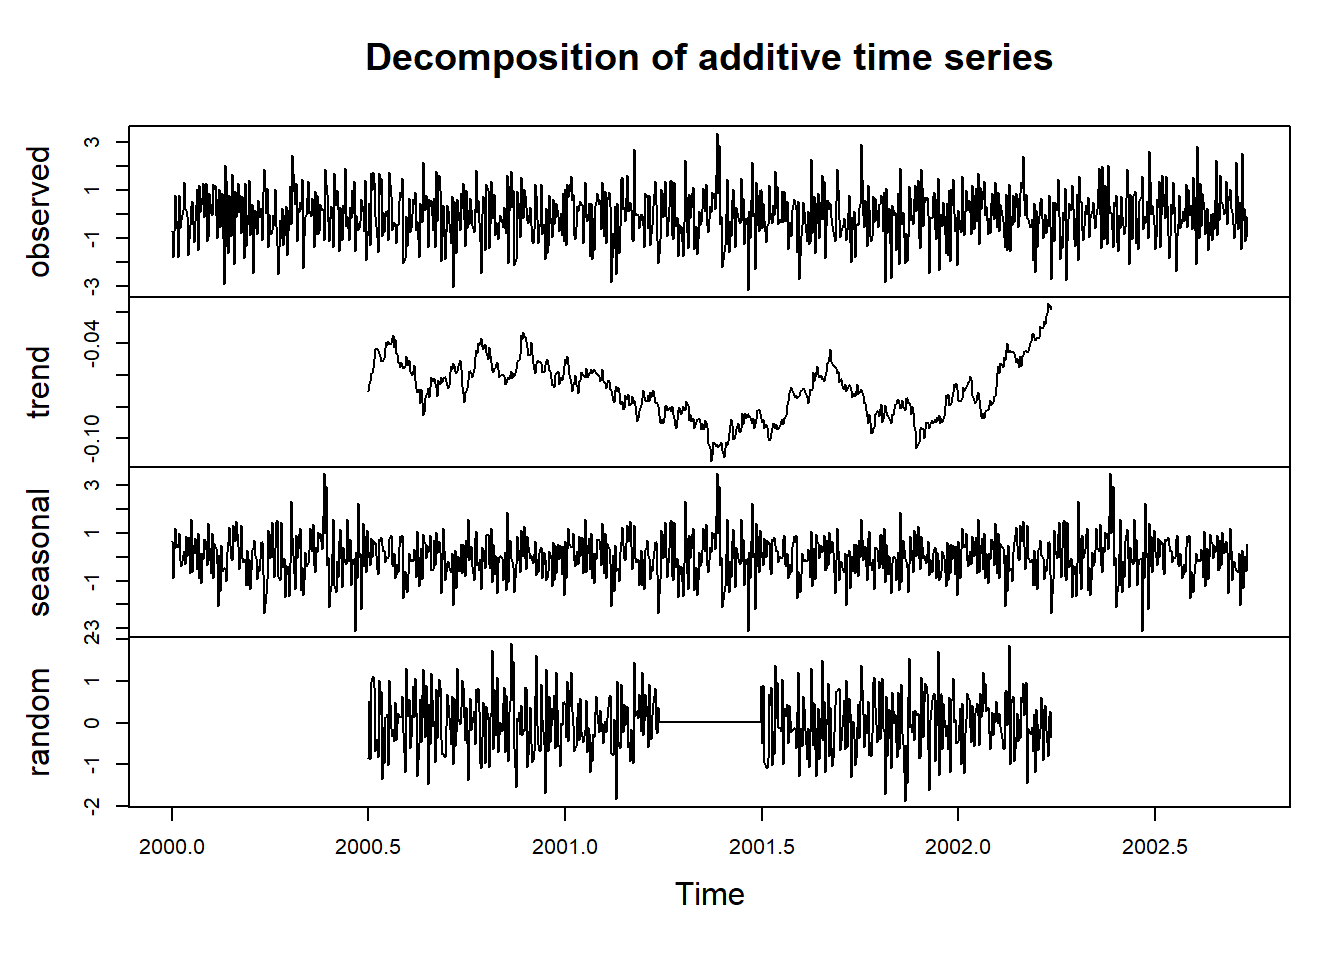 Decomposition of additive time series
observed
3
1
-1
-3
trend
-0.04
-0.10
seasonal
3
1
-1
-3
random
2
1
0
-1
-2
2000.0 2000.5 2001.0 2001.5 2002.0 2002.5
Time